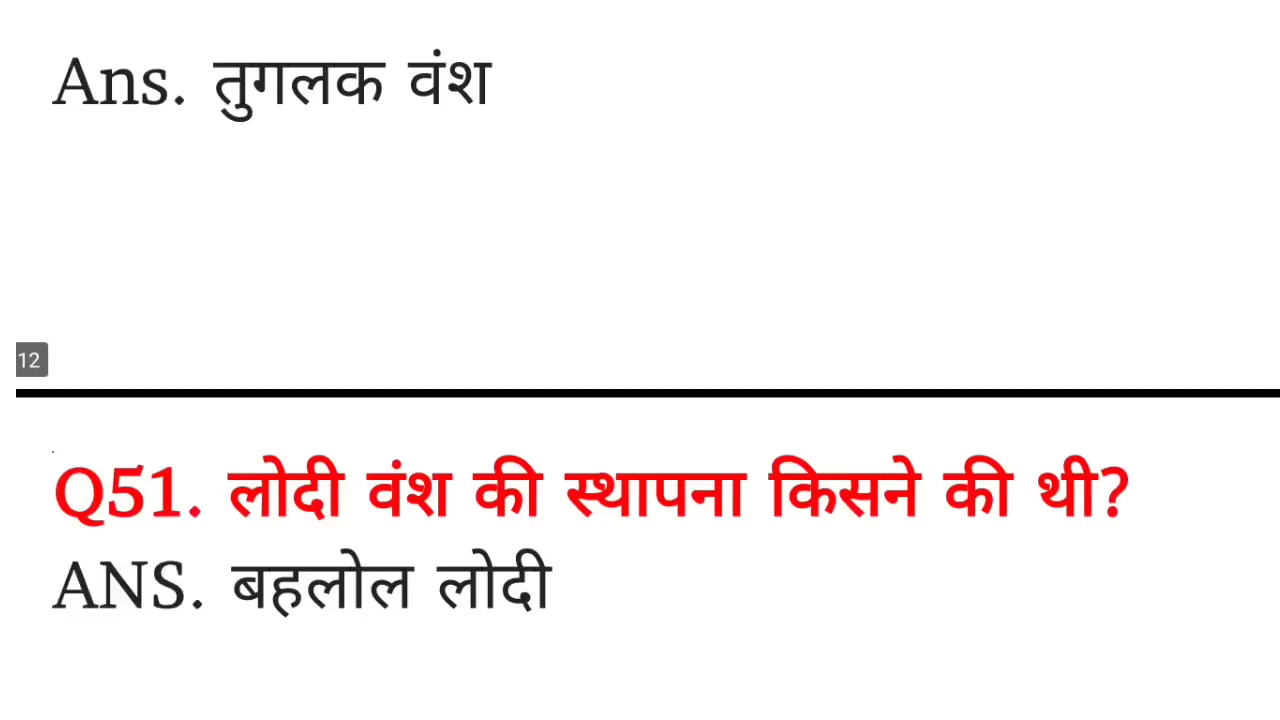 Ans. तुगलक वंश
12
Q51. लोदी वंश की स्थापना किसने की थी?
ANS. बहलोल लोदी